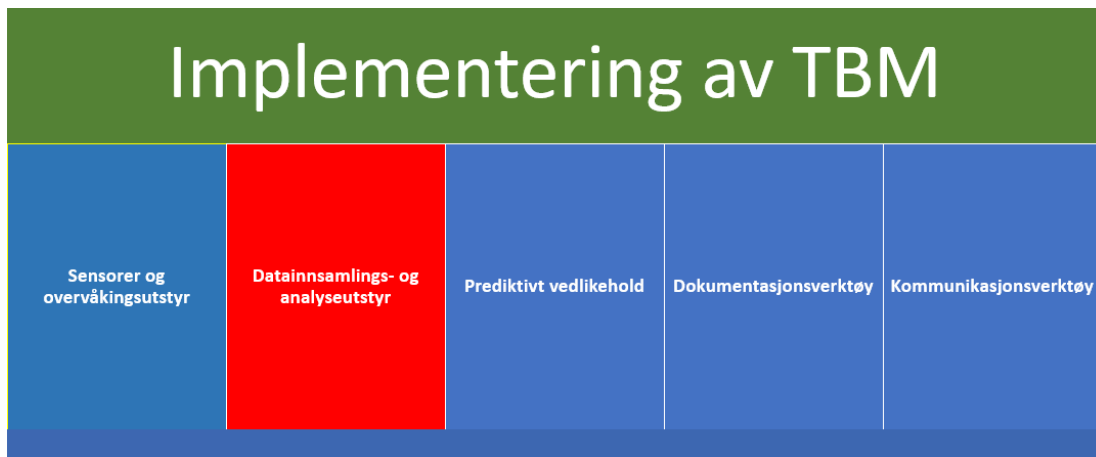 Implementering av TBM
Sensorer og
overvåkingsutstyr
Datainnsamlings- og
analyseutstyr
Prediktivt vedlikehold
Dokumentasjonsverktøy
Kommunikasjonsverktøy